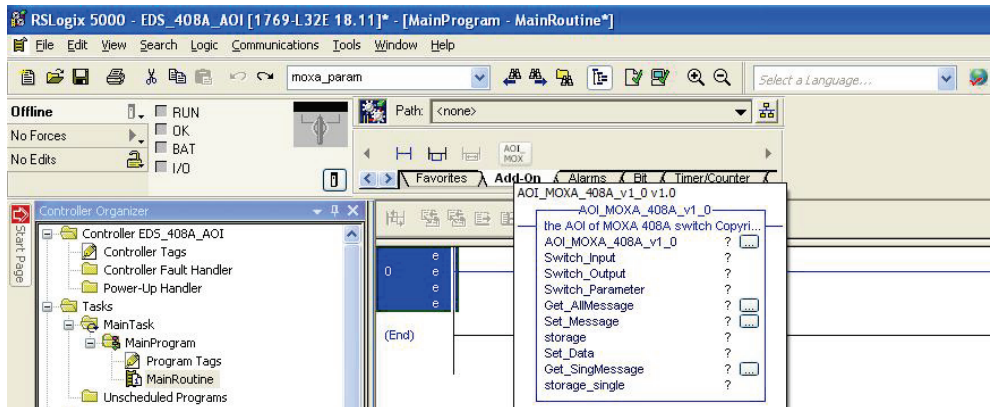 RSLogix 5000 - EDS_408A_AOI [1769-L32E 18.11]* - [MainProgram - MainRoutine*]
File Edit View Search Logic Communications Tools Window Help
moxa_param
Select a Language...
Offline
RUN
Path: <none>
No Forces
OK
BAT
No Edits
I/O
AOI_
MOX
Favorites Add-On Alarms Bit Timer/Counter
AOI_MOXA_408A_v1_0 v1.0
AOI_MOXA_408A_v1_0
the AOI of MOXA 408A switch Copyri...
AOI_MOXA_408A_v1_0 ? ...
Switch_Input ?
Switch_Output ?
Switch_Parameter ?
Get_AllMessage ? ...
Set_Message ? ...
storage ?
Set_Data ?
Get_SingMessage ? ...
storage_single ?
Start Page
Controller Organizer
Controller EDS_408A_AOI
Controller Tags
Controller Fault Handler
Power-Up Handler
Tasks
MainTask
MainProgram
Program Tags
MainRoutine
Unscheduled Programs
0
e
e
e
e
(End)